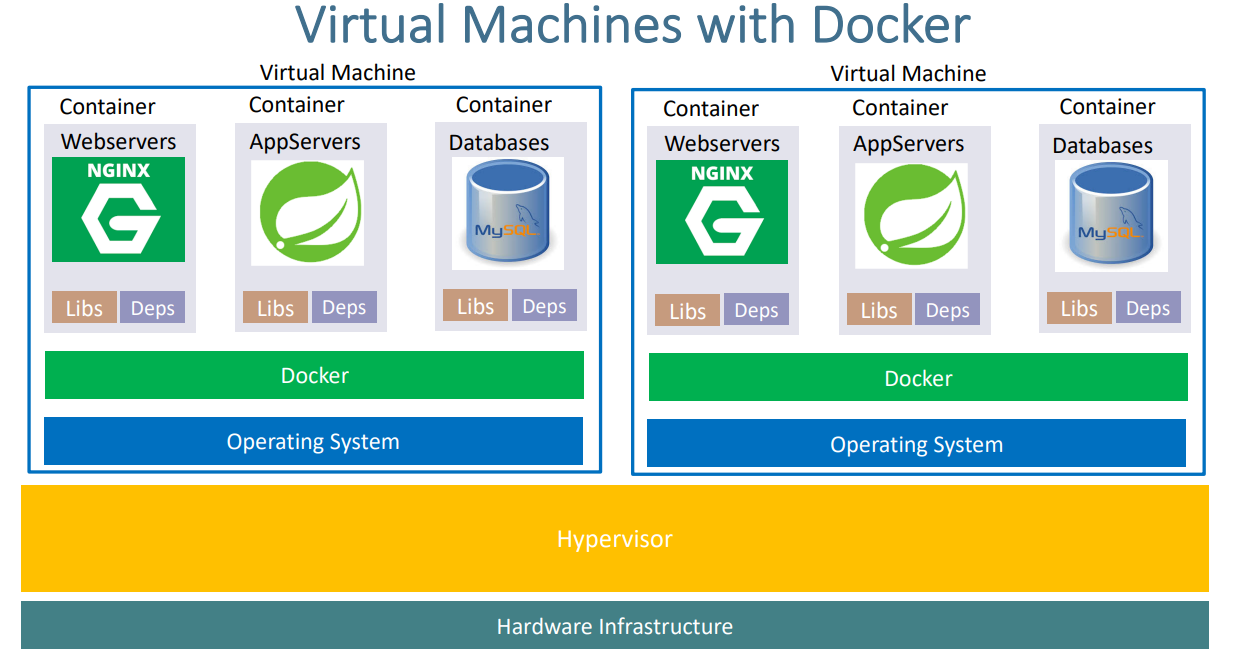 Virtual Machines with Docker
Virtual Machine
Container
Container
Container
Webservers
AppServers
Databases
NGINX
MySQL
Libs
Deps
Libs
Deps
Libs
Deps
Docker
Operating System
Virtual Machine
Container
Container
Container
Webservers
AppServers
Databases
NGINX
MySQL
Libs
Deps
Libs
Deps
Libs
Deps
Docker
Operating System
Hypervisor
Hardware Infrastructure